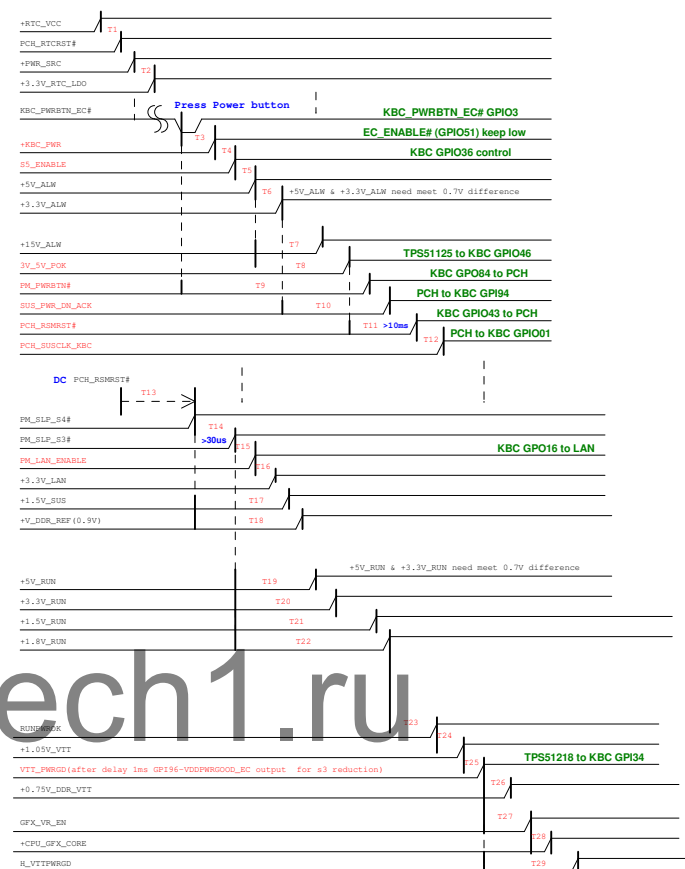 +RTC_VCC
T1
PCH_RTCRST#
+PWR_SRC
T2
+3.3V_RTC_LDO
Press Power button
KBC_PWRBTN_EC#
KBC_PWRBTN_EC# GPIO3
T3
EC_ENABLE# (GPIO51) keep low
+KBC_PWR
T4
KBC GPIO36 control
S5_ENABLE
T5
+5V_ALW
T6
+5V_ALW & +3.3V_ALW need meet 0.7V difference
+3.3V_ALW
+15V_ALW
T7
TPS51125 to KBC GPIO46
3V_5V_POK
T8
KBC GPO84 to PCH
PM_PWRBTN#
T9
PCH to KBC GPI94
SUS_PWR_DN_ACK
T10
KBC GPIO43 to PCH
PCH_RSMRST#
T11 >10ms
T12
PCH to KBC GPIO01
PCH_SUSCLK_KBC
DC PCH_RSMRST#
T13
PM_SLP_S4#
T14
PM_SLP_S3#
>30us
T15
KBC GPO16 to LAN
PM_LAN_ENABLE
T16
+3.3V_LAN
+1.5V_SUS
T17
+V_DDR_REF(0.9V)
T18
+5V_RUN & +3.3V_RUN need meet 0.7V difference
+5V_RUN
T19
+3.3V_RUN
T20
+1.5V_RUN
T21
+1.8V_RUN
T22
ech1.ru
RUNPWROK
T23
T24
+1.05V_VTT
T25
TPS51218 to KBC GPI34
VTT_PWRGD(after delay 1ms GPI96-VDDPWRGOOD_EC output for s3 reduction)
+0.75V_DDR_VTT
T26
GFX_VR_EN
T27
T28
+CPU_GFX_CORE
H_VTTPWRGD
T29